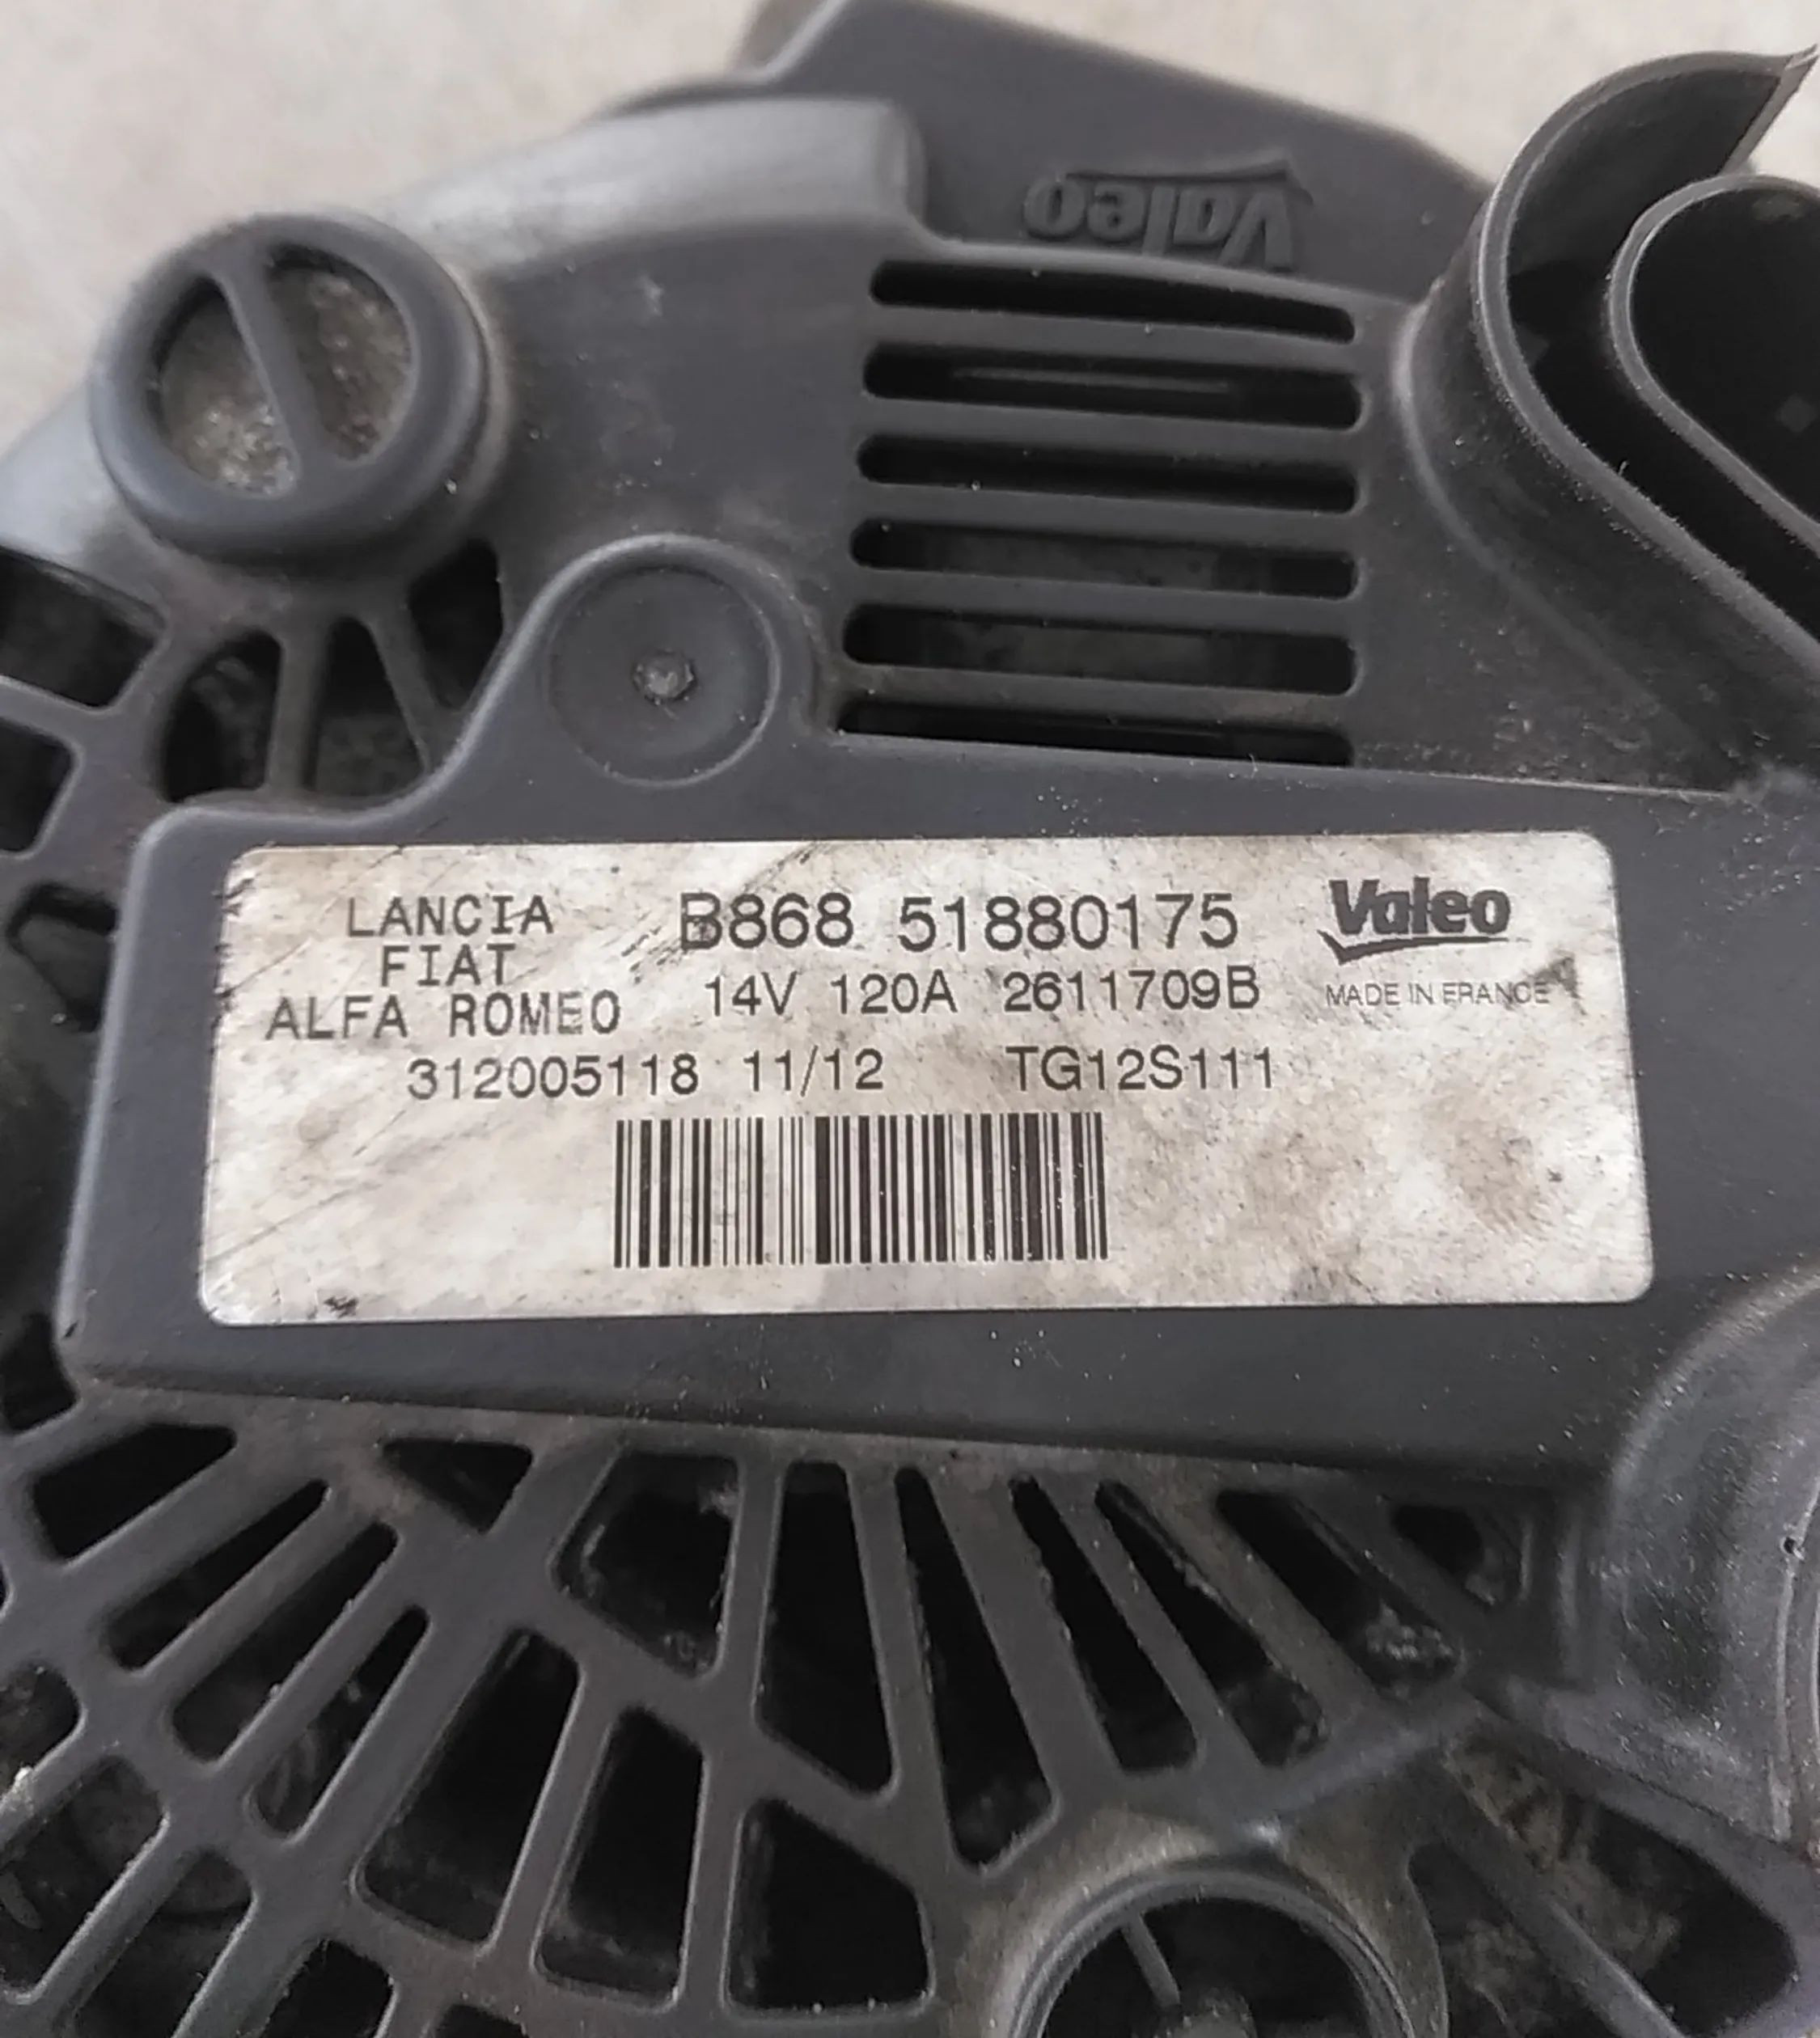 Valeo
LANCIA B868 51880175 Valeo
FIAT
ALFA ROMEO 14V 120A 2611709B MADE IN FRANCE
312005118 11/12 TG12S111